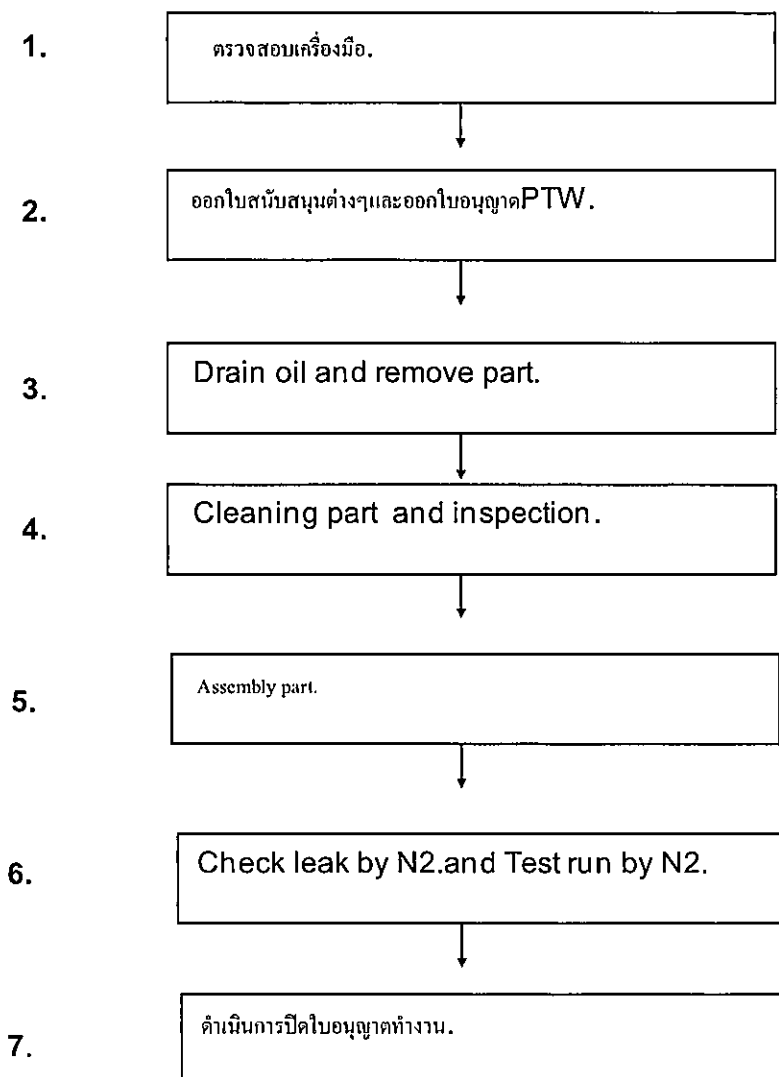 1.
ตรวจสอบเครื่องมือ.
2.
ออกใบสนับสนุนต่างๆและออกใบอนุญาตPTW.
3.
Drain oil and remove part.
4.
Cleaning part and inspection.
5.
Assembly part.
6.
Check leak by N2.and Test run by N2.
7.
ดำเนินการปิดใบอนุญาตทำงาน.